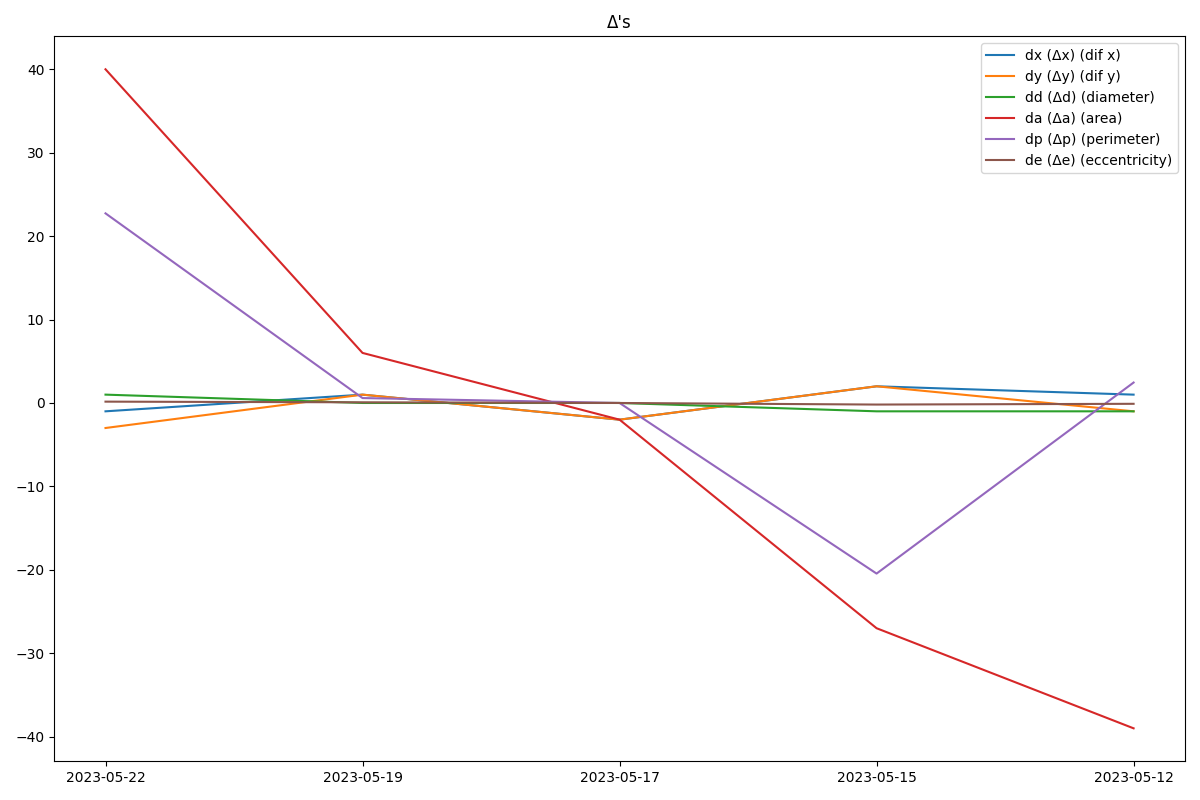 Δ's
dx (Δx) (dif x)
dy (Δy) (dif y)
dd (Δd) (diameter)
da (Δa) (area)
dp (Δp) (perimeter)
de (Δe) (eccentricity)
40
30
20
10
0
−10
−20
−30
−40
2023-05-22 2023-05-19 2023-05-17 2023-05-15 2023-05-12